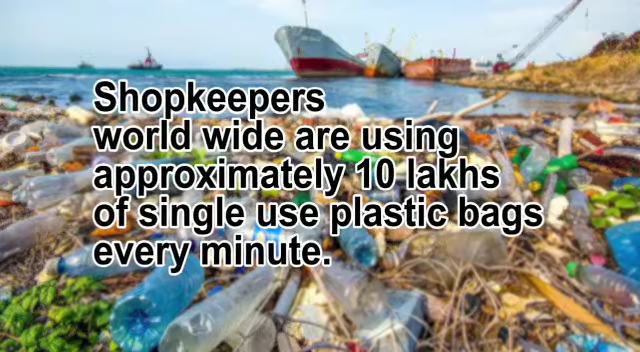 Shopkeepers
world wide are using
approximately 10 lakhs
of single use plastic bags
every minute.